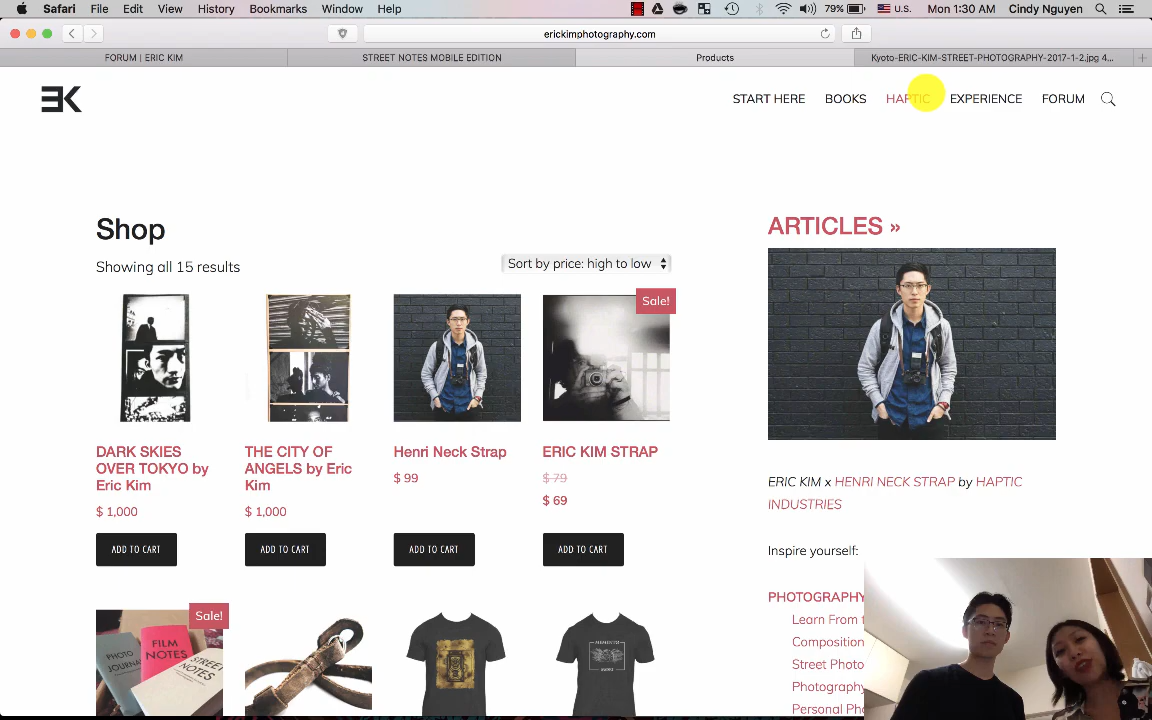 Safari File Edit View History Bookmarks Window Help 79% U.S. Mon 1:30 AM Cindy Nguyen
erickimphotography.com
FORUM | ERIC KIM STREET NOTES MOBILE EDITION Products Kyoto-ERIC-KIM-STREET-PHOTOGRAPHY-2017-1-2.jpg 4...
EK START HERE BOOKS HAPTIC EXPERIENCE FORUM
Shop
Showing all 15 results
Sort by price: high to low
Sale!
DARK SKIES
OVER TOKYO by
Eric Kim
$ 1,000
ADD TO CART
THE CITY OF
ANGELS by Eric
Kim
$ 1,000
ADD TO CART
Henri Neck Strap
$ 99
ADD TO CART
ERIC KIM STRAP
$ 79
$ 69
ADD TO CART
Sale!
PHOTO
JOURNAL
FILM
NOTES
STREET
NOTES
ARTICLES »
ERIC KIM x HENRI NECK STRAP by HAPTIC
INDUSTRIES
Inspire yourself:
PHOTOGRAPHY
Learn From
Composition
Street Photo
Photography
Personal